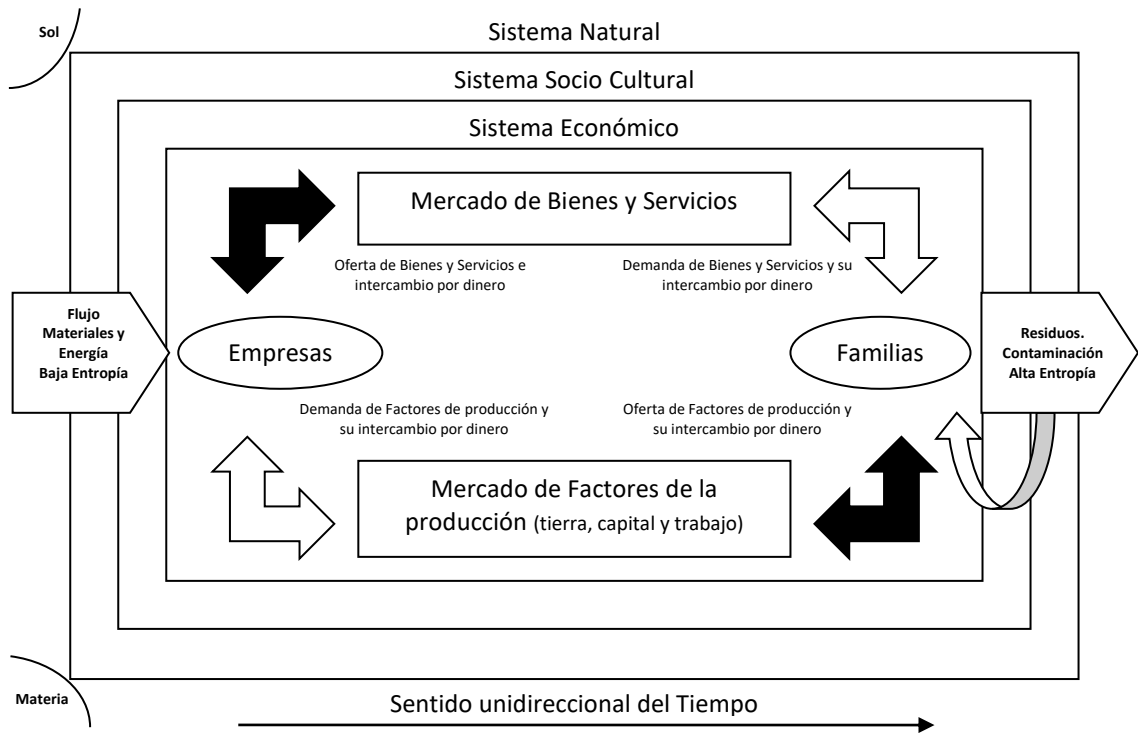 Sol
Sistema Natural
Sistema Socio Cultural
Sistema Económico
Mercado de Bienes y Servicios
Oferta de Bienes y Servicios e
intercambio por dinero
Demanda de Bienes y Servicios y su
intercambio por dinero
Flujo
Materiales y
Energía
Baja Entropía
Empresas
Familias
Residuos.
Contaminación
Alta Entropía
Demanda de Factores de producción y
su intercambio por dinero
Oferta de Factores de producción y
su intercambio por dinero
Mercado de Factores de la
producción (tierra, capital y trabajo)
Materia
Sentido unidireccional del Tiempo